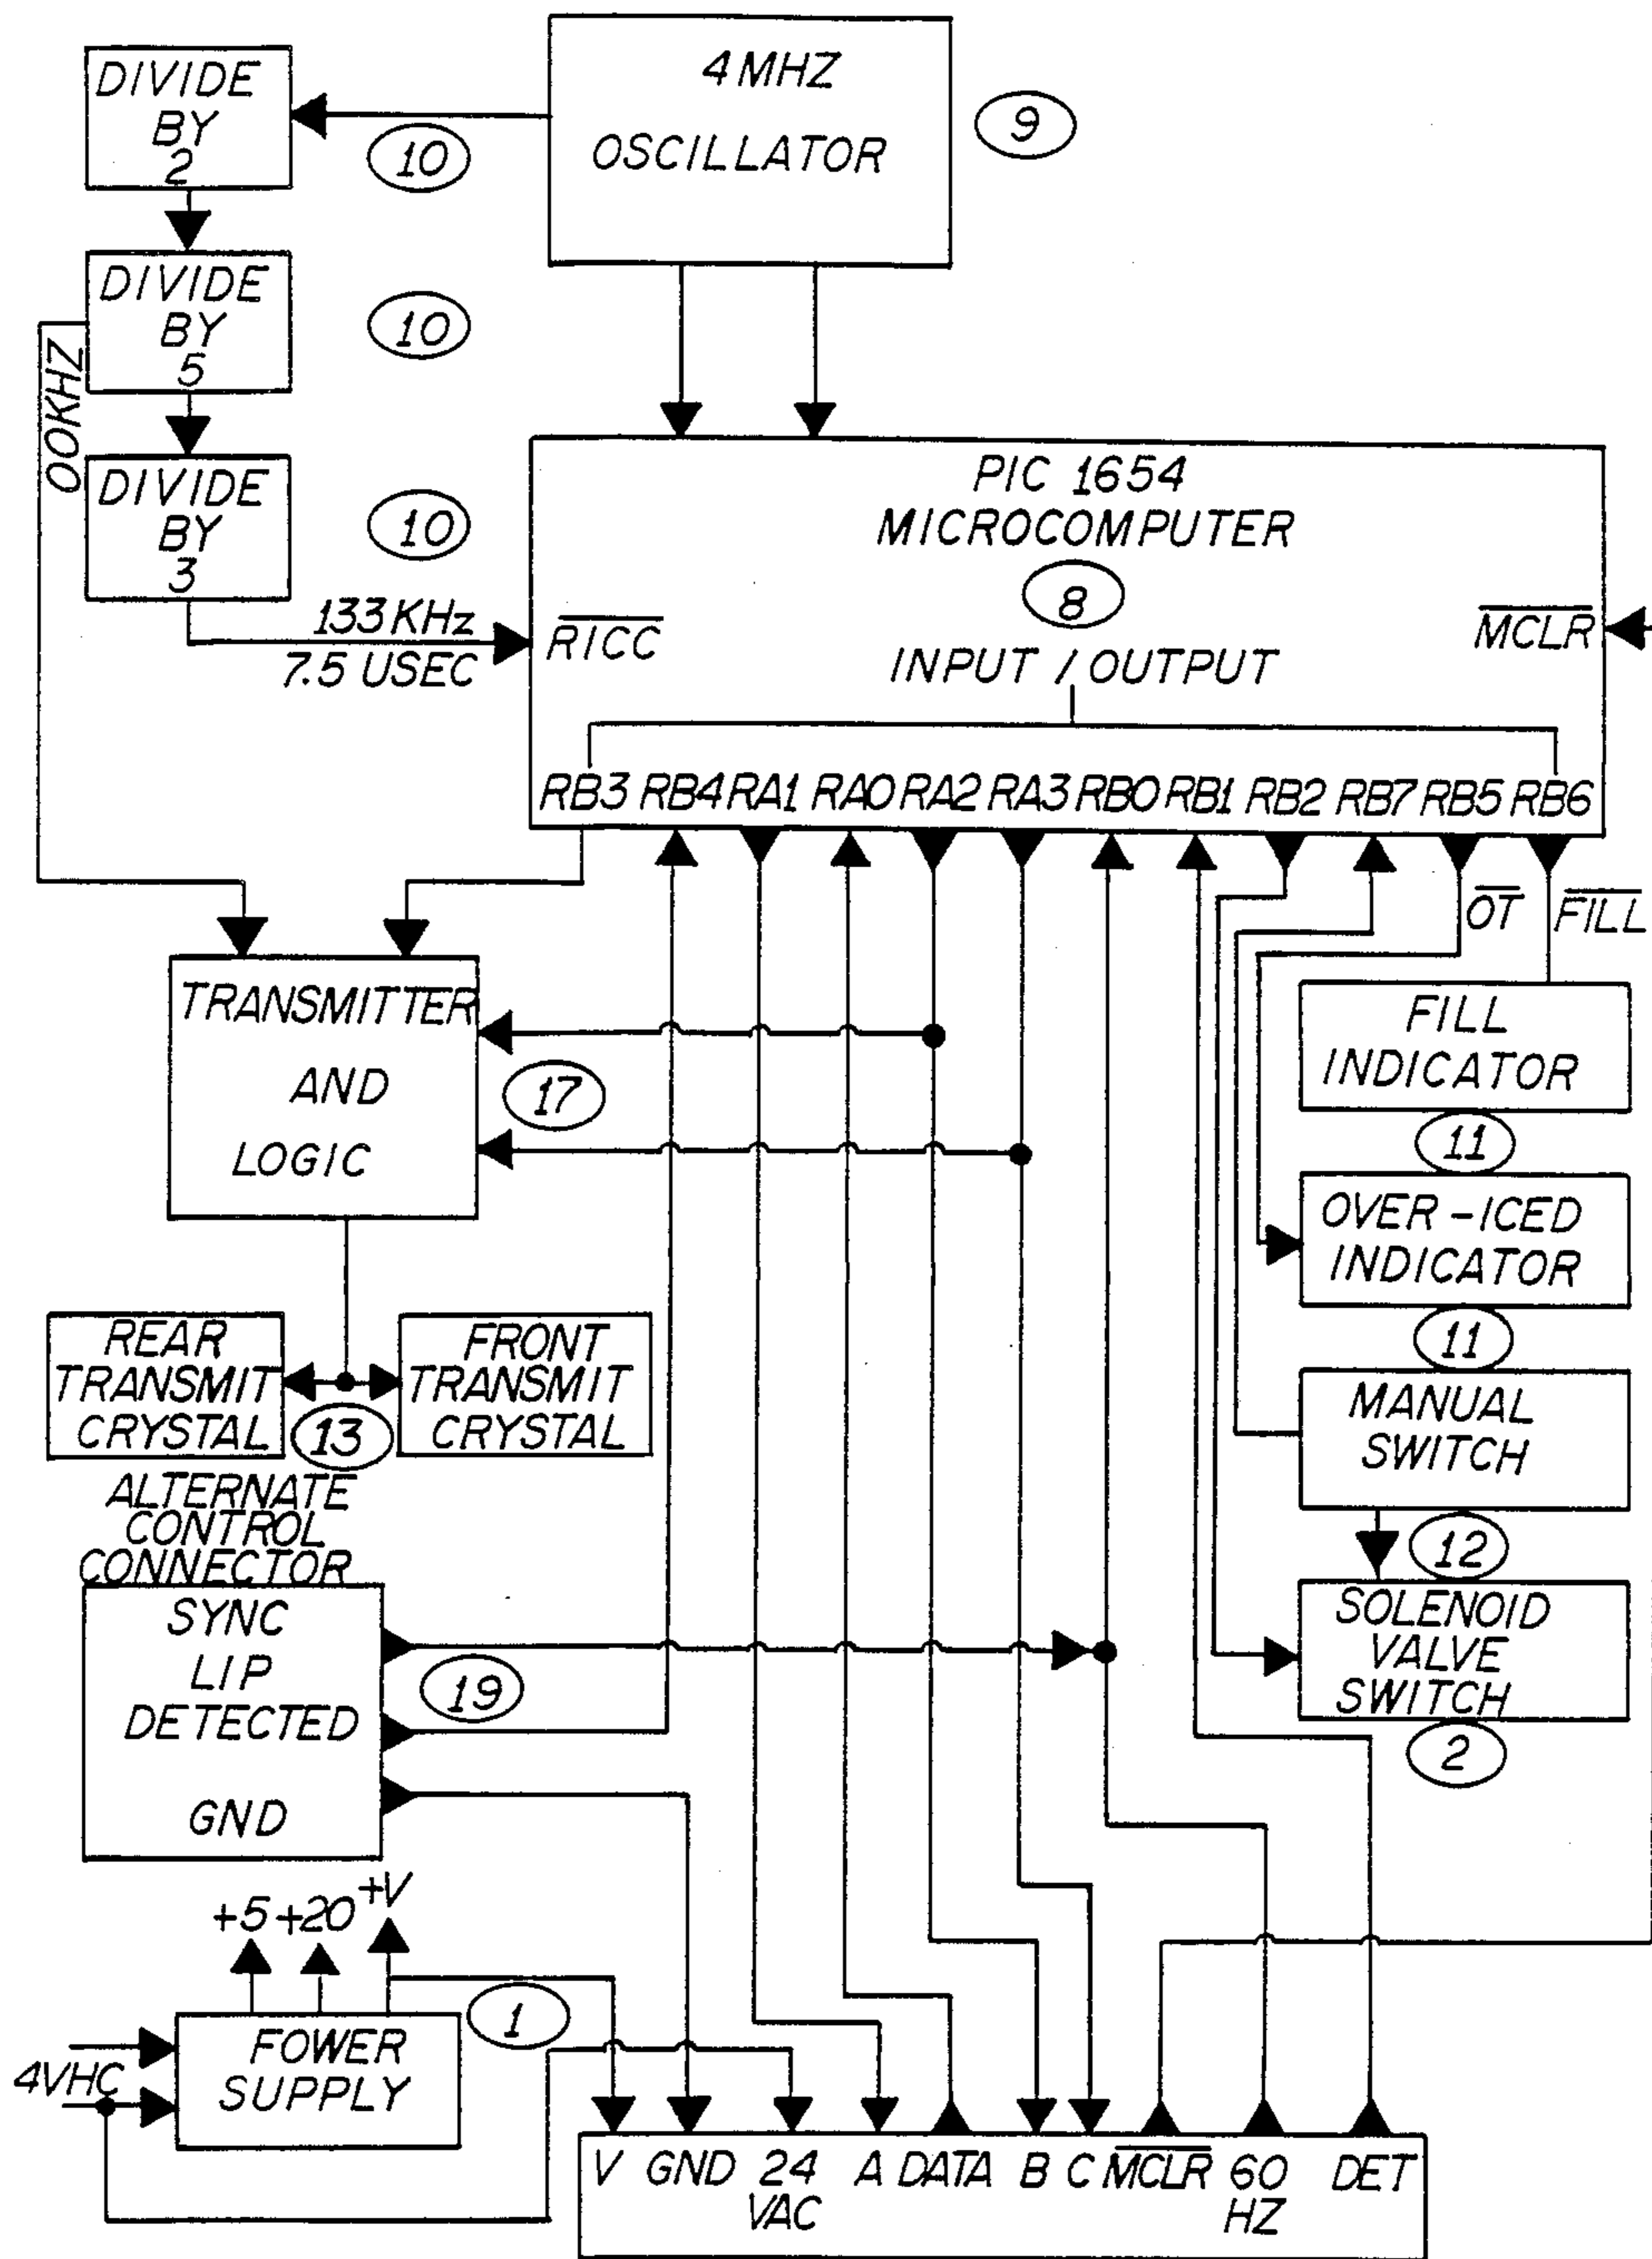 DIVIDE
BY
2
10
4MHZ
OSCILLATOR
9
DIVIDE
BY
5
10
00KHZ
DIVIDE
BY
3
10
133 KHz
7.5 USEC
PIC 1654
MICROCOMPUTER
8
RICC
MCLR
INPUT / OUTPUT
RB3 RB4 RA1 RA0 RA2 RA3 RB0 RB1 RB2 RB7 RB5 RB6
OT
FILL
TRANSMITTER
AND
LOGIC
17
FILL
INDICATOR
11
OVER-ICED
INDICATOR
11
REAR
TRANSMIT
CRYSTAL
13
FRONT
TRANSMIT
CRYSTAL
MANUAL
SWITCH
12
ALTERNATE
CONTROL
CONNECTOR
SYNC
LIP
DETECTED
GND
19
SOLENOID
VALVE
SWITCH
2
+5 +20 +V
1
4VHC
FOWER
SUPPLY
V GND 24 A DATA B C MCLR 60 DET
VAC HZ